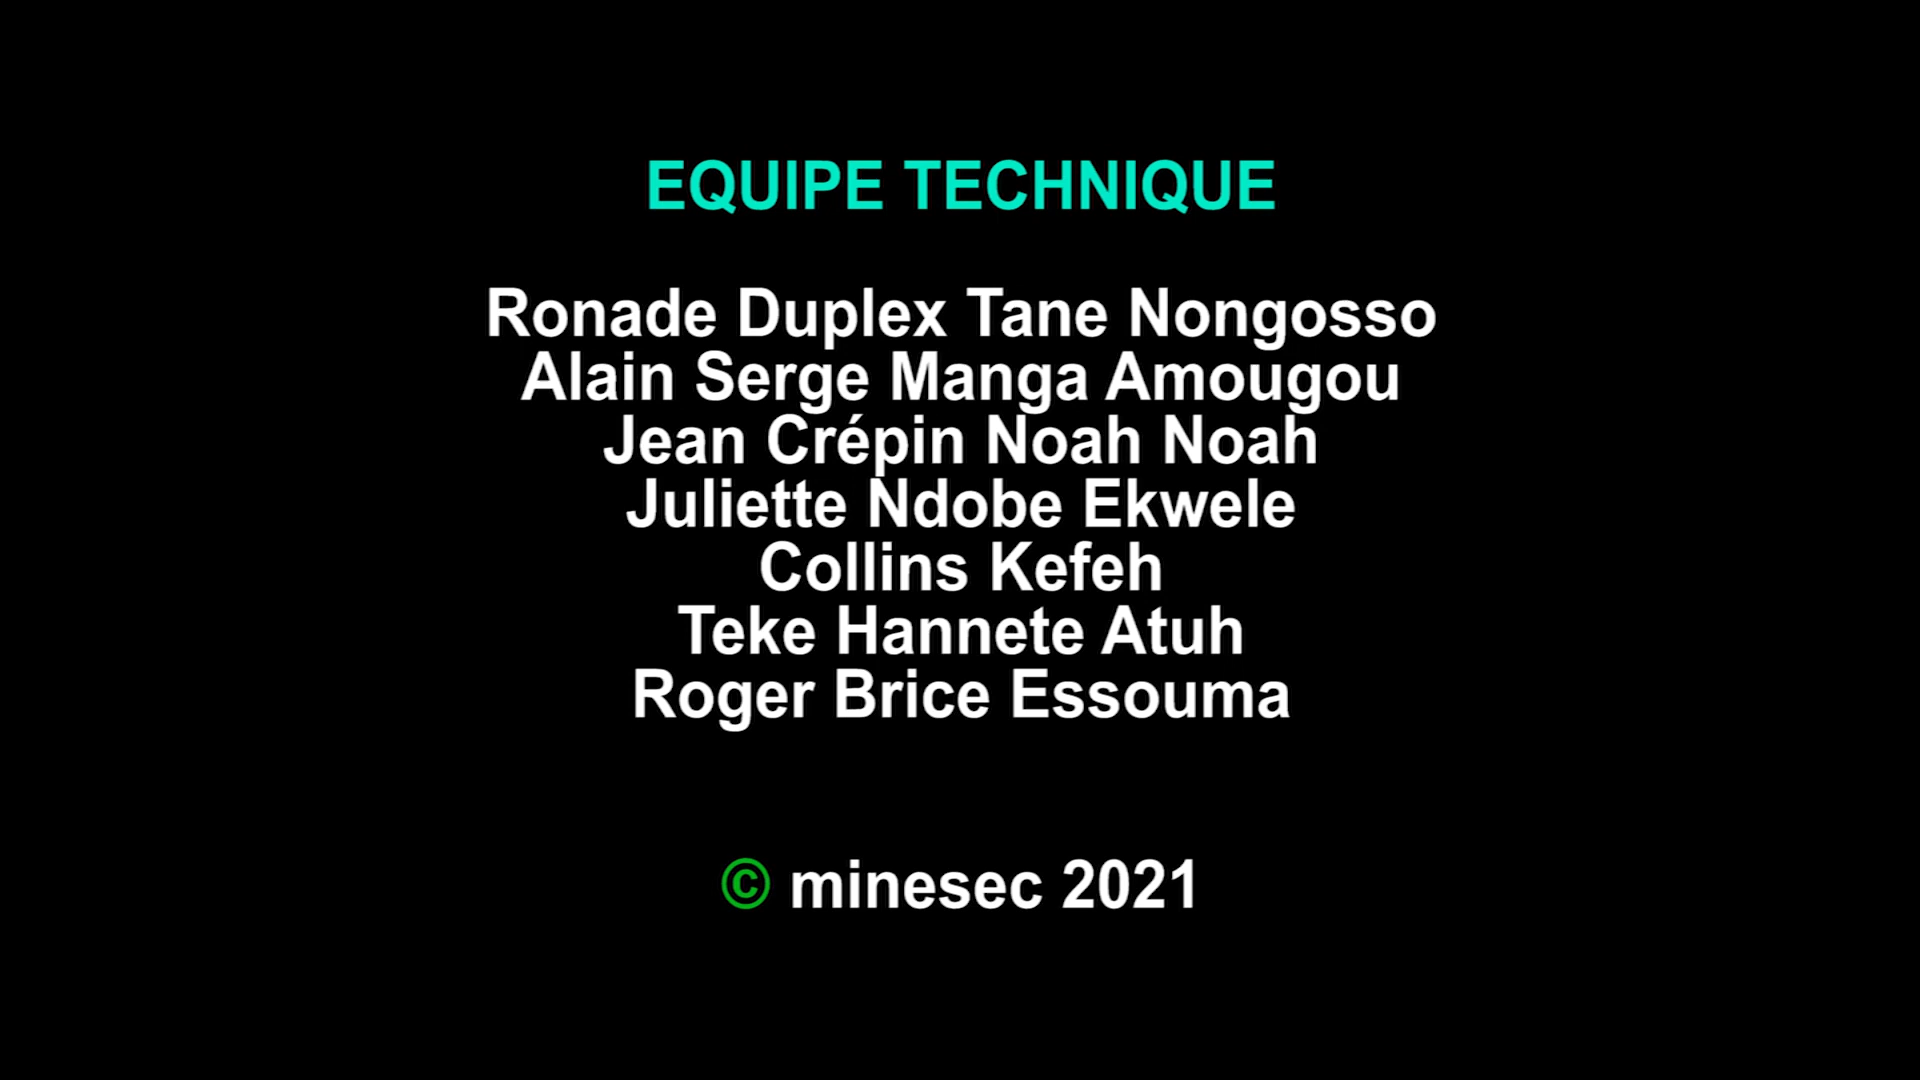 EQUIPE TECHNIQUE
Ronade Duplex Tane Nongosso
Alain Serge Manga Amougou
Jean Crépin Noah Noah
Juliette Ndobe Ekwele
Collins Kefeh
Teke Hannete Atuh
Roger Brice Essouma
© minesec 2021